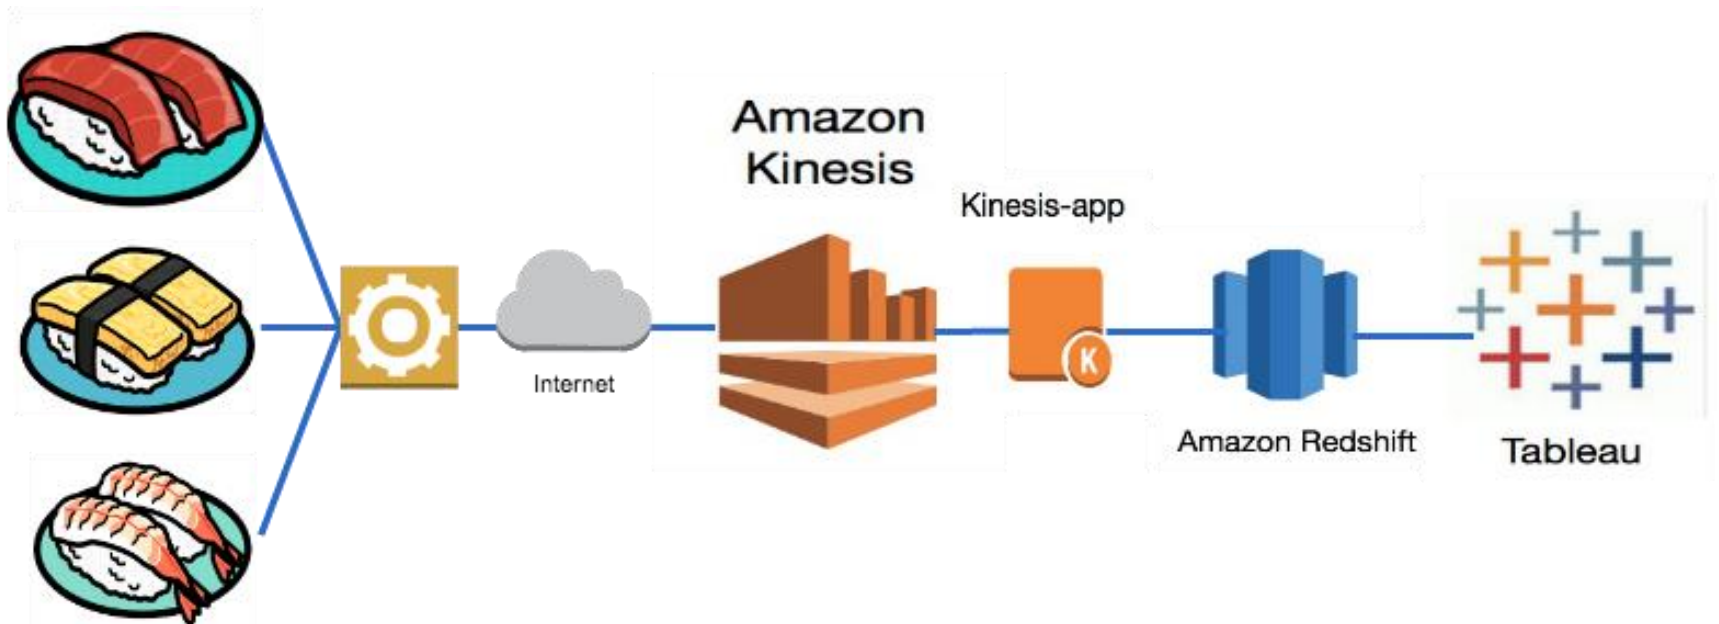 Amazon
Kinesis
Kinesis-app
K
Internet
Amazon Redshift
Tableau